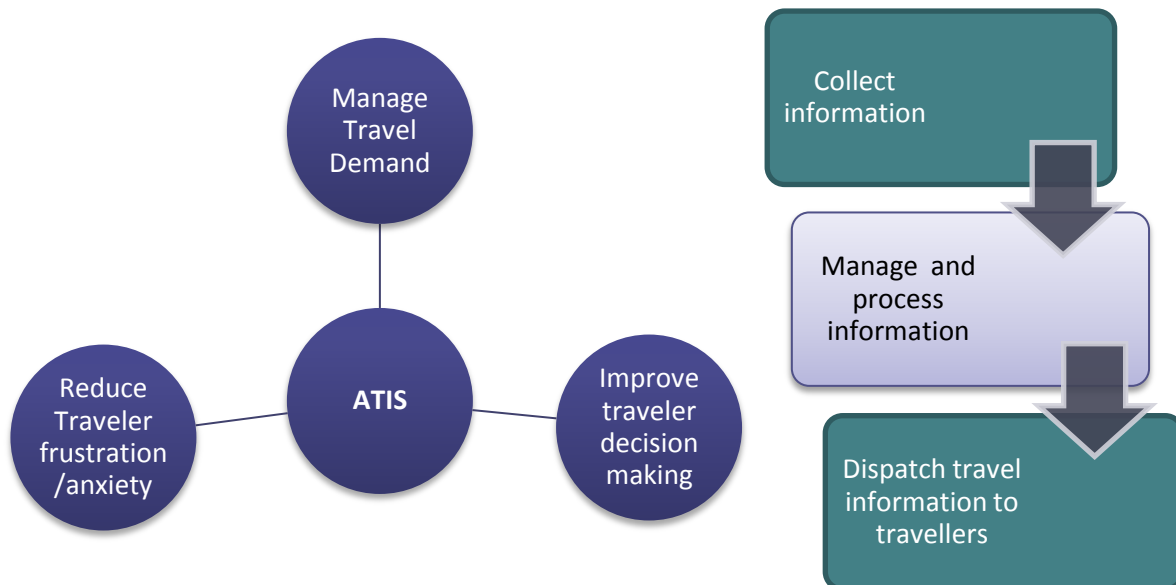 Manage
Travel
Demand
ATIS
Reduce
Traveler
frustration
/anxiety
Improve
traveler
decision
making
Collect
information
Manage and
process
information
Dispatch travel
information to
travellers